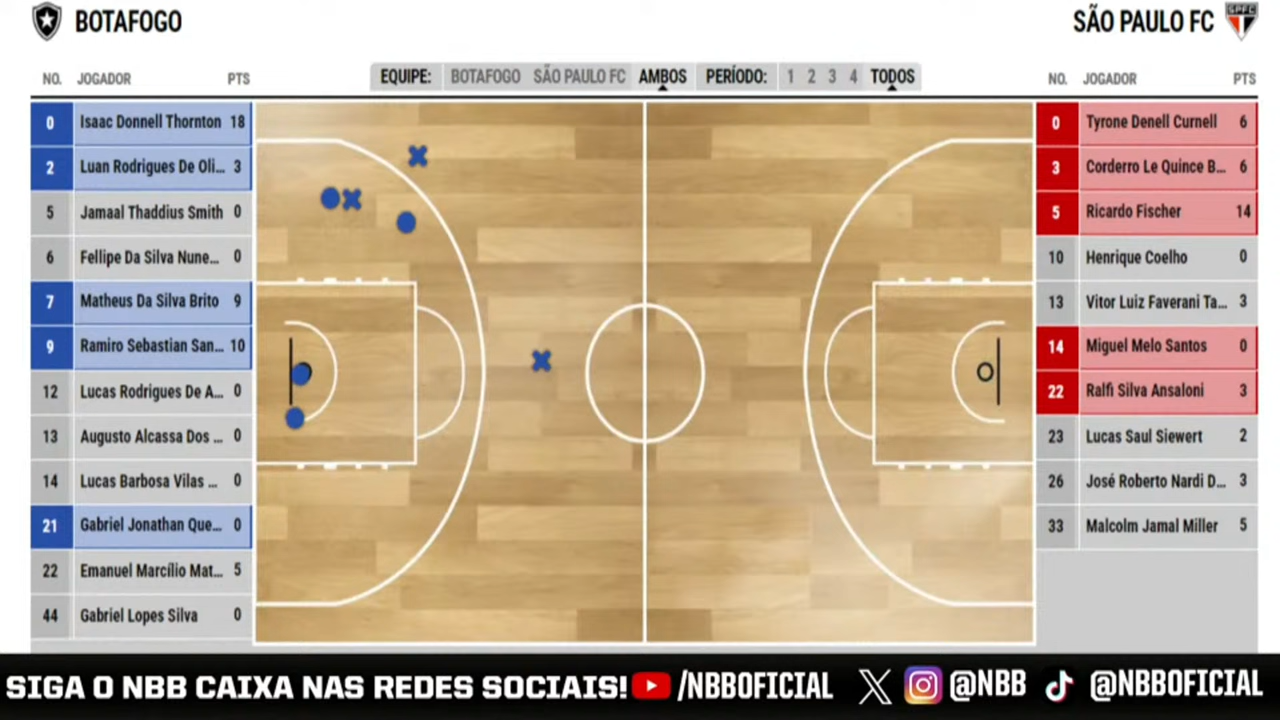 BOTAFOGO
SÃO PAULO FC
SPFC
NO. JOGADOR PTS
EQUIPE: BOTAFOGO SÃO PAULO FC AMBOS PERÍODO: 1 2 3 4 TODOS
NO. JOGADOR PTS
0 Isaac Donnell Thornton 18
2 Luan Rodrigues De Oli... 3
5 Jamaal Thaddius Smith 0
6 Fellipe Da Silva Nune... 0
7 Matheus Da Silva Brito 9
9 Ramiro Sebastian San... 10
12 Lucas Rodrigues De A... 0
13 Augusto Alcassa Dos ... 0
14 Lucas Barbosa Vilas ... 0
21 Gabriel Jonathan Que... 0
22 Emanuel Marcílio Mat... 5
44 Gabriel Lopes Silva 0
0 Tyrone Denell Curnell 6
3 Corderro Le Quince B... 6
5 Ricardo Fischer 14
10 Henrique Coelho 0
13 Vitor Luiz Faverani Ta... 3
14 Miguel Melo Santos 0
22 Ralfi Silva Ansaloni 3
23 Lucas Saul Siewert 2
26 José Roberto Nardi D... 3
33 Malcolm Jamal Miller 5
SIGA O NBB CAIXA NAS REDES SOCIAIS! /NBBOFICIAL @NBB @NBBOFICIAL